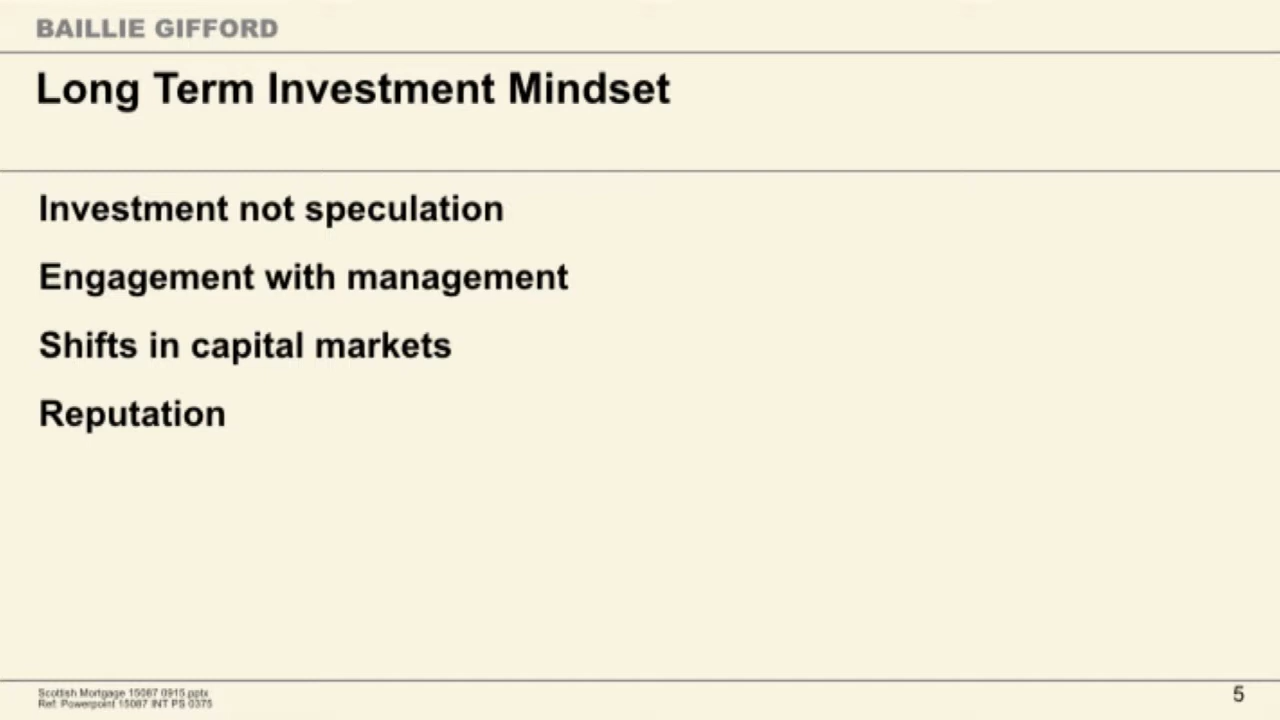 BAILLIE GIFFORD
Long Term Investment Mindset
Investment not speculation
Engagement with management
Shifts in capital markets
Reputation
Scottish Mortgage 15087 0915.pptx
Ref: Powerpoint 15087 INT PS 0375
5